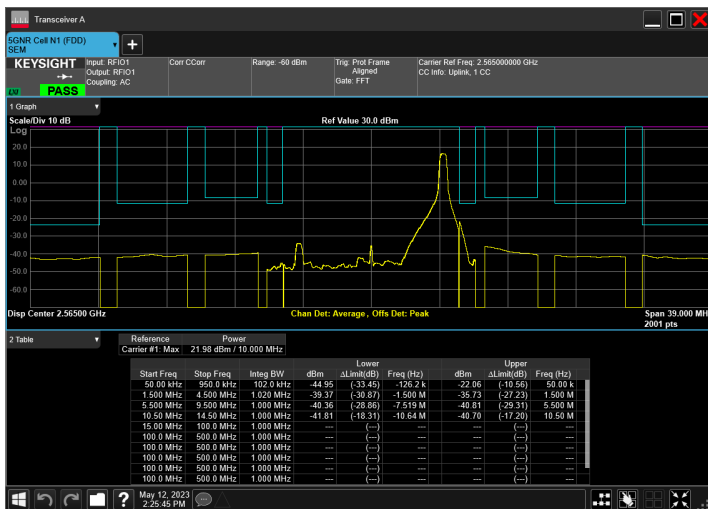 Transceiver A
5GNR Cell N1 (FDD)
SEM
KEYSIGHT
LXI
PASS
Input: RFIO1
Output: RFIO1
Coupling: AC
Corr CCorr
Range: -60 dBm
Trig: Prot Frame
Aligned
Gate: FFT
Carrier Ref Freq: 2.565000000 GHz
CC Info: Uplink, 1 CC
1 Graph
Scale/Div 10 dB
Ref Value 30.0 dBm
Log
20.0
10.0
0.00
-10.0
-20.0
-30.0
-40.0
-50.0
-60.0
Disp Center 2.56500 GHz
Chan Det: Average, Offs Det: Peak
Span 39.000 MH
2001 pts
2 Table
Reference Power
Carrier #1: Max 21.98 dBm / 10.000 MHz
Lower Upper
Start Freq Stop Freq Integ BW dBm ΔLimit(dB) Freq (Hz) dBm ΔLimit(dB) Freq (Hz)
50.00 kHz 950.0 kHz 102.0 kHz -44.95 (-33.45) -126.2 k -22.06 (-10.56) 50.00 k
1.500 MHz 4.500 MHz 1.020 MHz -39.37 (-30.87) -1.500 M -35.73 (-27.23) 1.500 M
5.500 MHz 9.500 MHz 1.000 MHz -40.36 (-28.86) -7.519 M -40.81 (-29.31) 5.500 M
10.50 MHz 14.50 MHz 1.000 MHz -41.81 (-18.31) -10.64 M -40.70 (-17.20) 10.50 M
15.00 MHz 100.0 MHz 1.000 MHz --- (---) --- --- (---) ---
100.0 MHz 500.0 MHz 1.000 MHz --- (---) --- --- (---) ---
100.0 MHz 500.0 MHz 1.000 MHz --- (---) --- --- (---) ---
100.0 MHz 500.0 MHz 1.000 MHz --- (---) --- --- (---) ---
100.0 MHz 500.0 MHz 1.000 MHz --- (---) --- --- (---) ---
100.0 MHz 500.0 MHz 1.000 MHz --- (---) --- --- (---) ---
May 12, 2023
2:25:45 PM